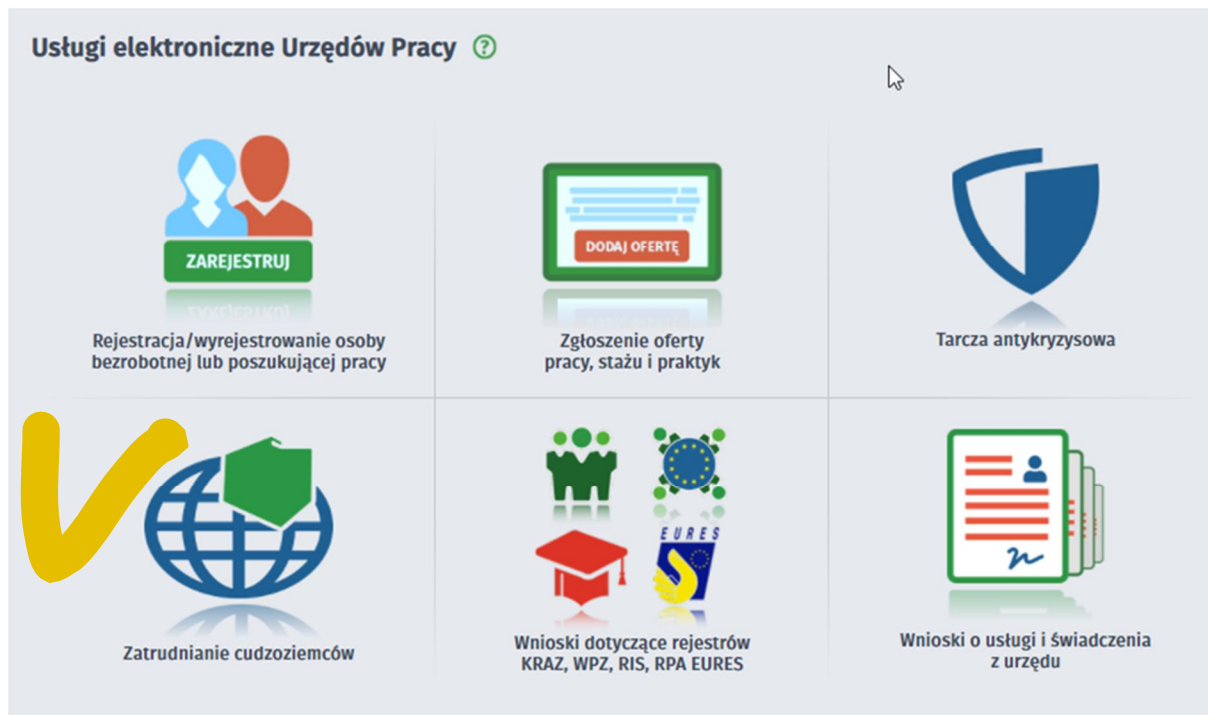 Usługi elektroniczne Urzędów Pracy ?
ZAREJESTRUJ
Rejestracja/wyrejestrowanie osoby
bezrobotnej lub poszukującej pracy
DODAJ OFERTĘ
Zgłoszenie oferty
pracy, stażu i praktyk
Tarcza antykryzysowa
Zatrudnianie cudzoziemców
EURES
Wnioski dotyczące rejestrów
KRAZ, WPZ, RIS, RPA EURES
Wnioski o usługi i świadczenia
z urzędu